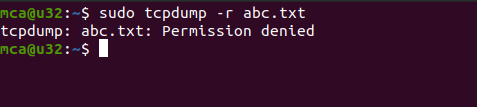 mca@u32:~$ sudo tcpdump -r abc.txt
tcpdump: abc.txt: Permission denied
mca@u32:~$